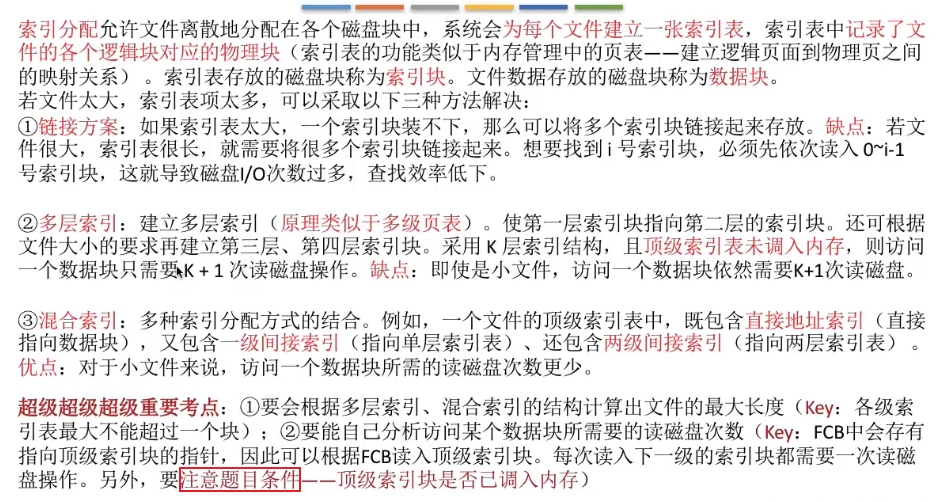 索引分配允许文件离散地分配在各个磁盘块中，系统会为每个文件建立一张索引表，索引表中记录了文
件的各个逻辑块对应的物理块（索引表的功能类似于内存管理中的页表——建立逻辑页面到物理页之间
的映射关系）。索引表存放的磁盘块称为索引块。文件数据存放的磁盘块称为数据块。
若文件太大，索引表项太多，可以采取以下三种方法解决：
①链接方案：如果索引表太大，一个索引块装不下，那么可以将多个索引块链接起来存放。缺点：若文
件很大，索引表很长，就需要将很多个索引块链接起来。想要找到 i 号索引块，必须先依次读入 0~i-1
号索引块，这就导致磁盘I/O次数过多，查找效率低下。
②多层索引：建立多层索引（原理类似于多级页表）。使第一层索引块指向第二层的索引块。还可根据
文件大小的要求再建立第三层、第四层索引块。采用 K 层索引结构，且顶级索引表未调入内存，则访问
一个数据块只需要 K + 1 次读磁盘操作。缺点：即使是小文件，访问一个数据块依然需要K+1次读磁盘。
③混合索引：多种索引分配方式的结合。例如，一个文件的顶级索引表中，既包含直接地址索引（直接
指向数据块），又包含一级间接索引（指向单层索引表）、还包含两级间接索引（指向两层索引表）。
优点：对于小文件来说，访问一个数据块所需的读磁盘次数更少。
超级超级超级重要考点：①要会根据多层索引、混合索引的结构计算出文件的最大长度（Key：各级索
引表最大不能超过一个块）；②要能自己分析访问某个数据块所需要的读磁盘次数（Key：FCB中会存有
指向顶级索引块的指针，因此可以根据FCB读入顶级索引块。每次读入下一级的索引块都需要一次读磁
盘操作。另外，要注意题目条件——顶级索引块是否已调入内存）